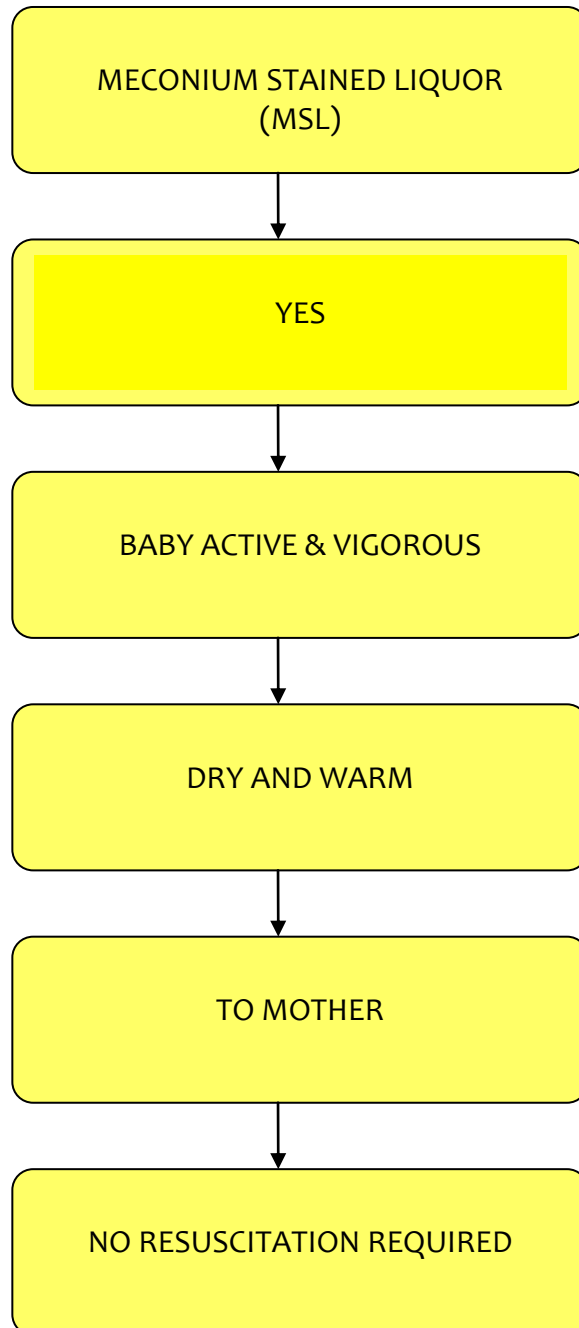 MECONIUM STAINED LIQUOR
(MSL)
YES
BABY ACTIVE & VIGOROUS
DRY AND WARM
TO MOTHER
NO RESUSCITATION REQUIRED